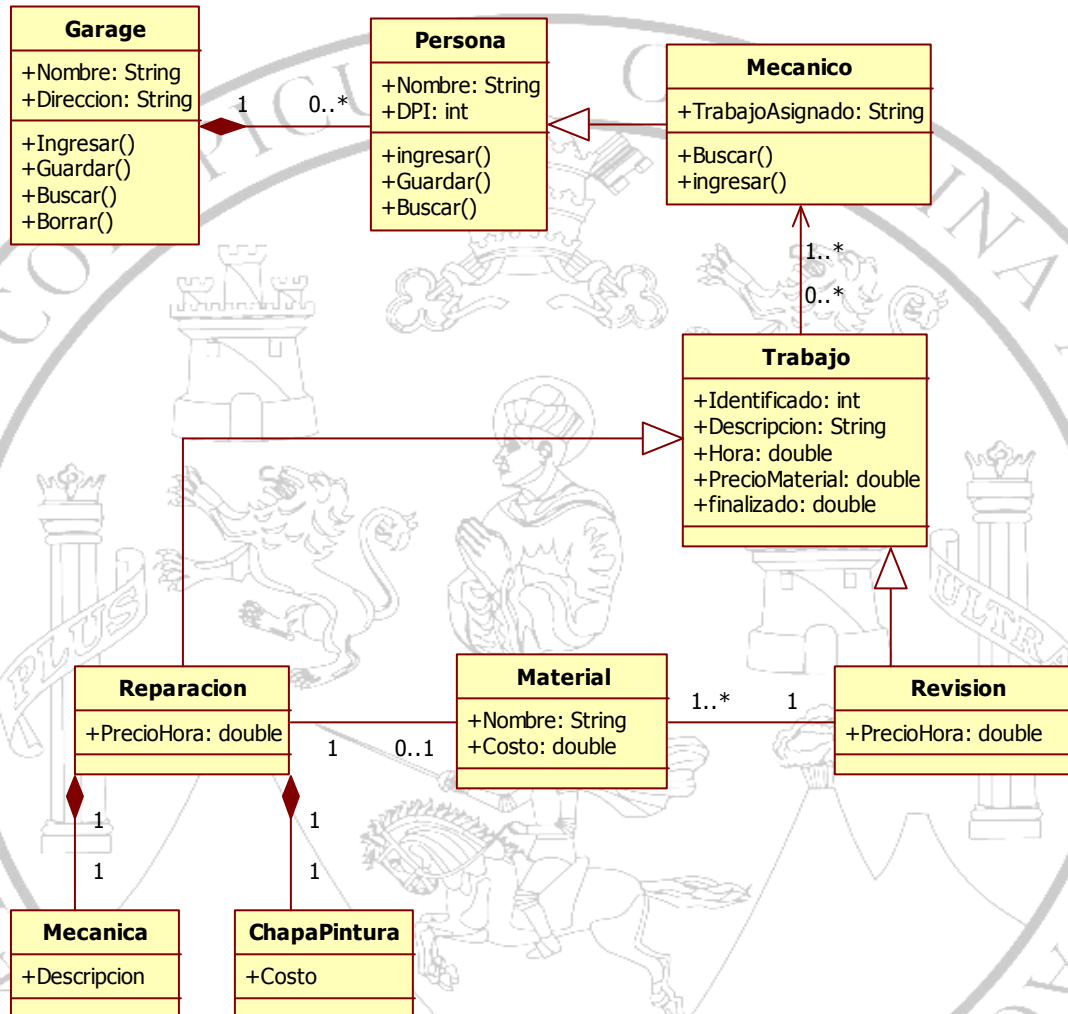 Garage
+Nombre: String
+Direccion: String
+Ingresar()
+Guardar()
+Buscar()
+Borrar()
1
0..*
Persona
+Nombre: String
+DPI: int
+ingresar()
+Guardar()
+Buscar()
Mecanico
+TrabajoAsignado: String
+Buscar()
+ingresar()
1..*
0..*
Trabajo
+Identificado: int
+Descripcion: String
+Hora: double
+PrecioMaterial: double
+finalizado: double
Reparacion
+PrecioHora: double
1
0..1
Material
+Nombre: String
+Costo: double
1..*
1
Revision
+PrecioHora: double
1
1
1
1
Mecanica
+Descripcion
ChapaPintura
+Costo
PLUS
ULTRA